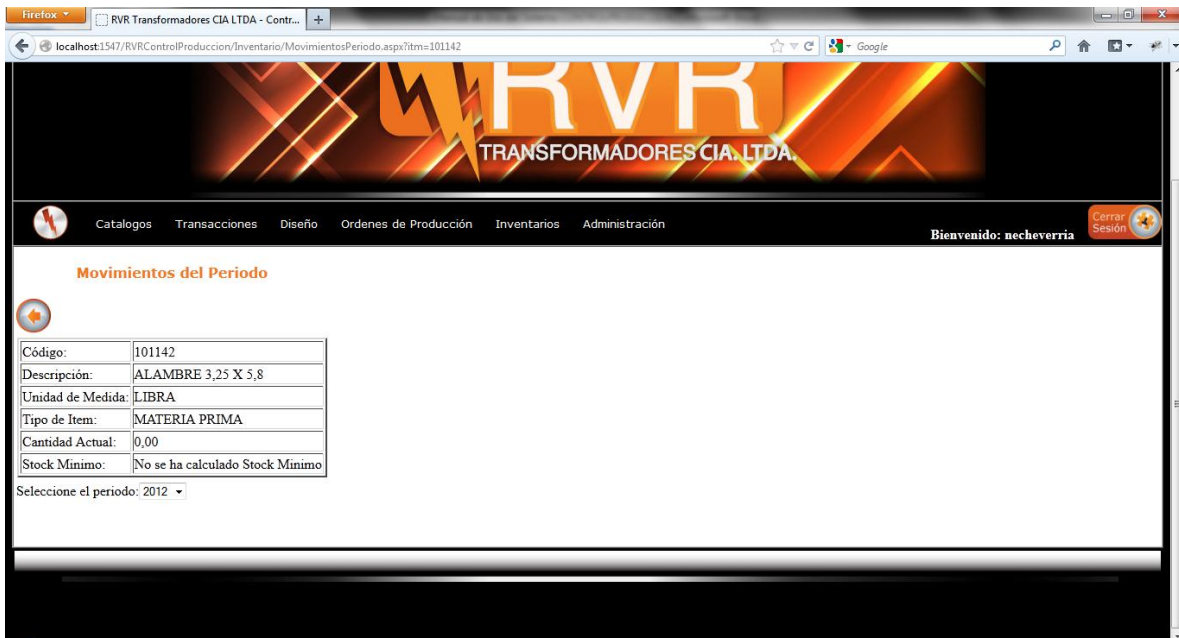 Firefox
RVR Transformadores CIA LTDA - Contr...
localhost:1547/RVRControlProduccion/Inventario/MovimientosPeriodo.aspx?itm=101142
Google
RVR
TRANSFORMADORES CIA. LTDA.
Catalogos Transacciones Diseño Ordenes de Producción Inventarios Administración
Bienvenido: necheverria
Cerrar
Sesión
Movimientos del Periodo
Código: 101142
Descripción: ALAMBRE 3,25 X 5,8
Unidad de Medida: LIBRA
Tipo de Item: MATERIA PRIMA
Cantidad Actual: 0,00
Stock Minimo: No se ha calculado Stock Minimo
Seleccione el periodo: 2012